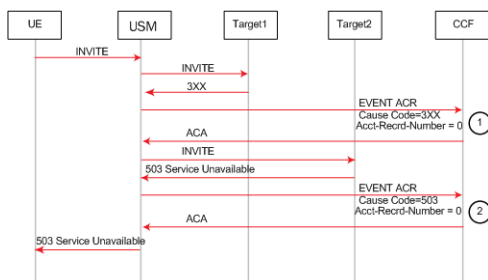 UE USM Target1 Target2 CCF
INVITE
INVITE
3XX
EVENT ACR
Cause Code=3XX
Acct-Recrd-Number = 0
1
ACA
INVITE
503 Service Unavailable
EVENT ACR
Cause Code=503
Acct-Recrd-Number = 0
2
ACA
503 Service Unavailable